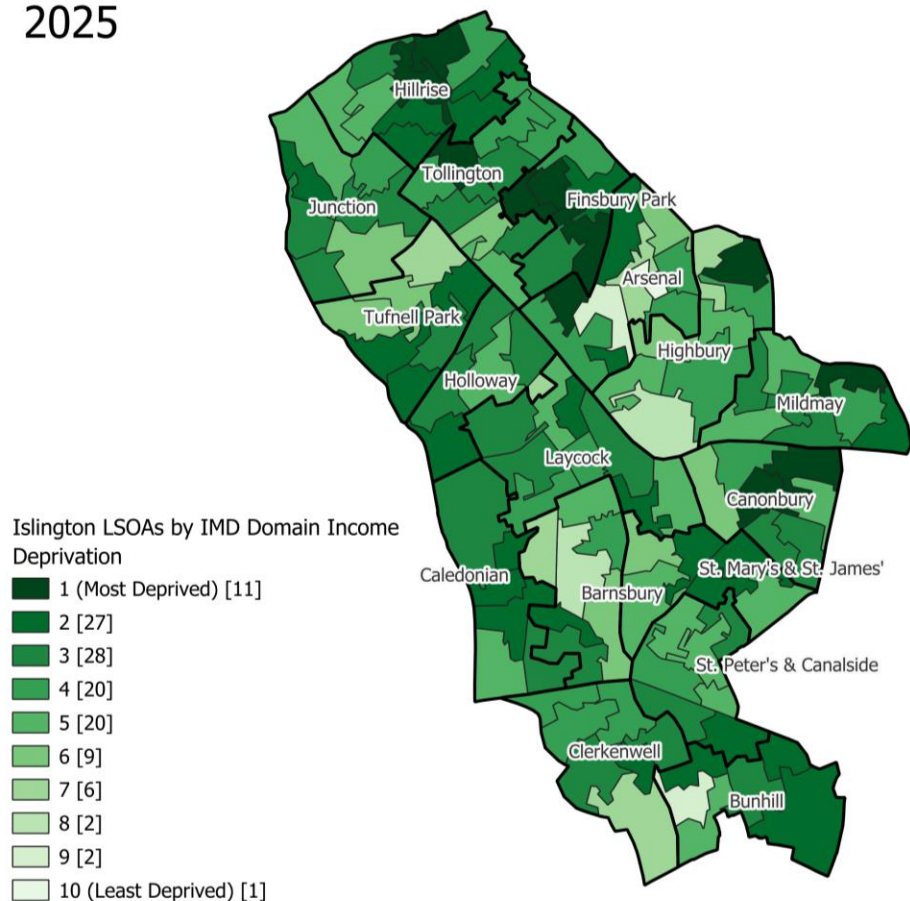 2025
Hillrise
Tollington
Finsbury Park
Junction
Arsenal
Tufnell Park
Highbury
Holloway
Mildmay
Laycock
Canonbury
Islington LSOAs by IMD Domain Income
Deprivation
1 (Most Deprived) [11]
2 [27]
3 [28]
4 [20]
5 [20]
6 [9]
7 [6]
8 [2]
9 [2]
10 (Least Deprived) [1]
Caledonian
St. Mary's & St. James'
Barnsbury
St. Peter's & Canalside
Clerkenwell
Bunhill